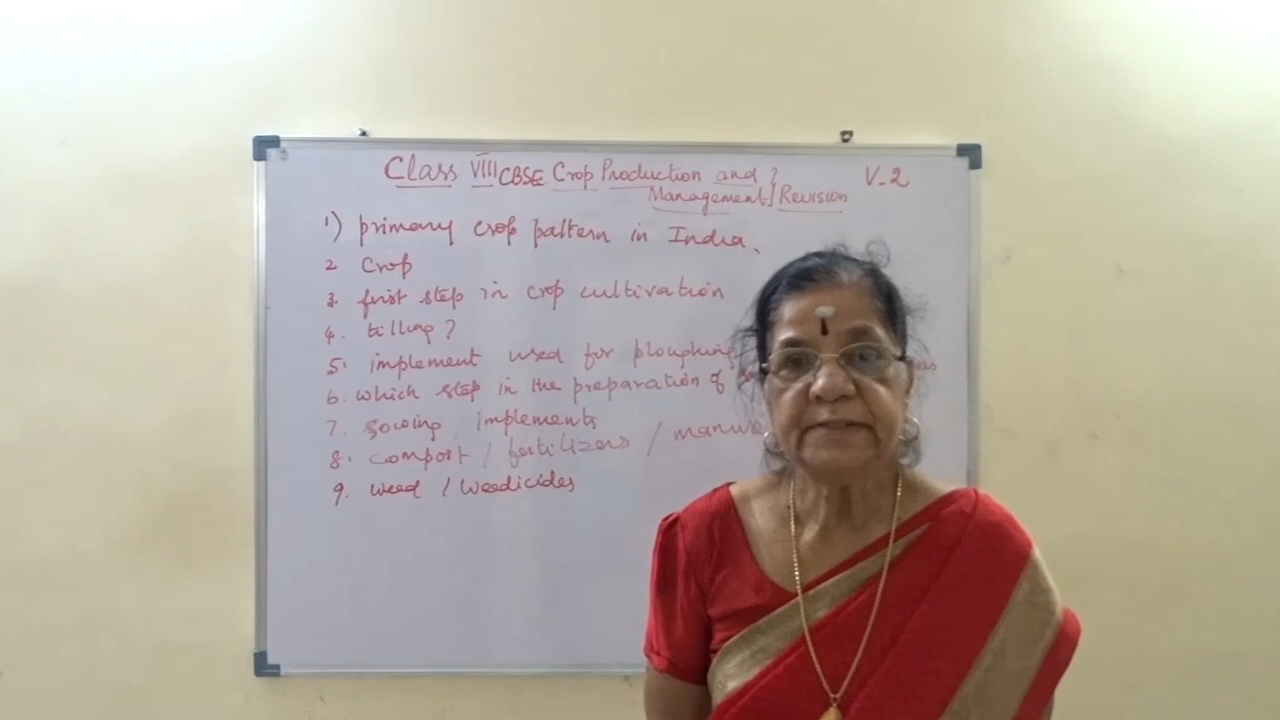 Class VIII CBSE Crop Production and
Management] Revision
V-2
1) primary crop pattern in India.
2 Crop
3. first step in crop cultivation
4. tilling?
5. implement used for ploughing
6. which step in the preparation of
7. sowing / implements
8. compost / fertilizers / manure
9. weed / weedicides